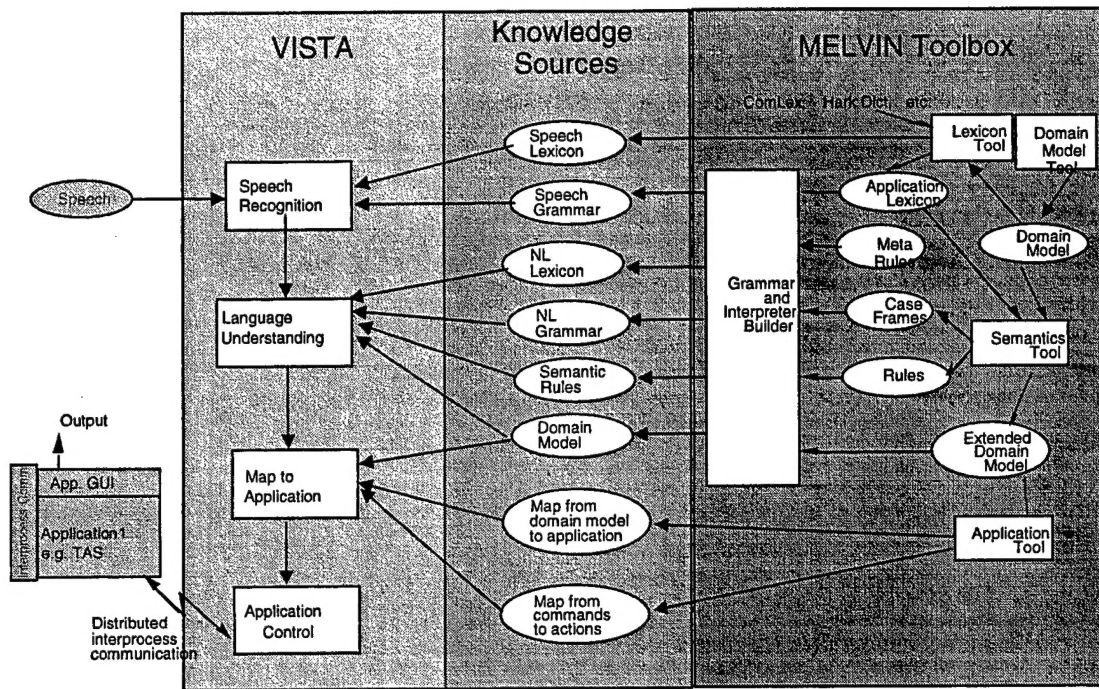 VISTA
Knowledge
Sources
MELVIN Toolbox
ComLex Hark Dict. etc.
Speech
Speech
Recognition
Language
Understanding
Map to
Application
Application
Control
Output
App. GUI
Application1
e.g. TAS
Interprocess Comm
Distributed
interprocess
communication
Speech
Lexicon
Speech
Grammar
NL
Lexicon
NL
Grammar
Semantic
Rules
Domain
Model
Map from
domain model
to application
Map from
commands
to actions
Grammar
and
Interpreter
Builder
Lexicon
Tool
Domain
Model
Tool
Application
Lexicon
Meta
Rules
Domain
Model
Case
Frames
Semantics
Tool
Rules
Extended
Domain
Model
Application
Tool